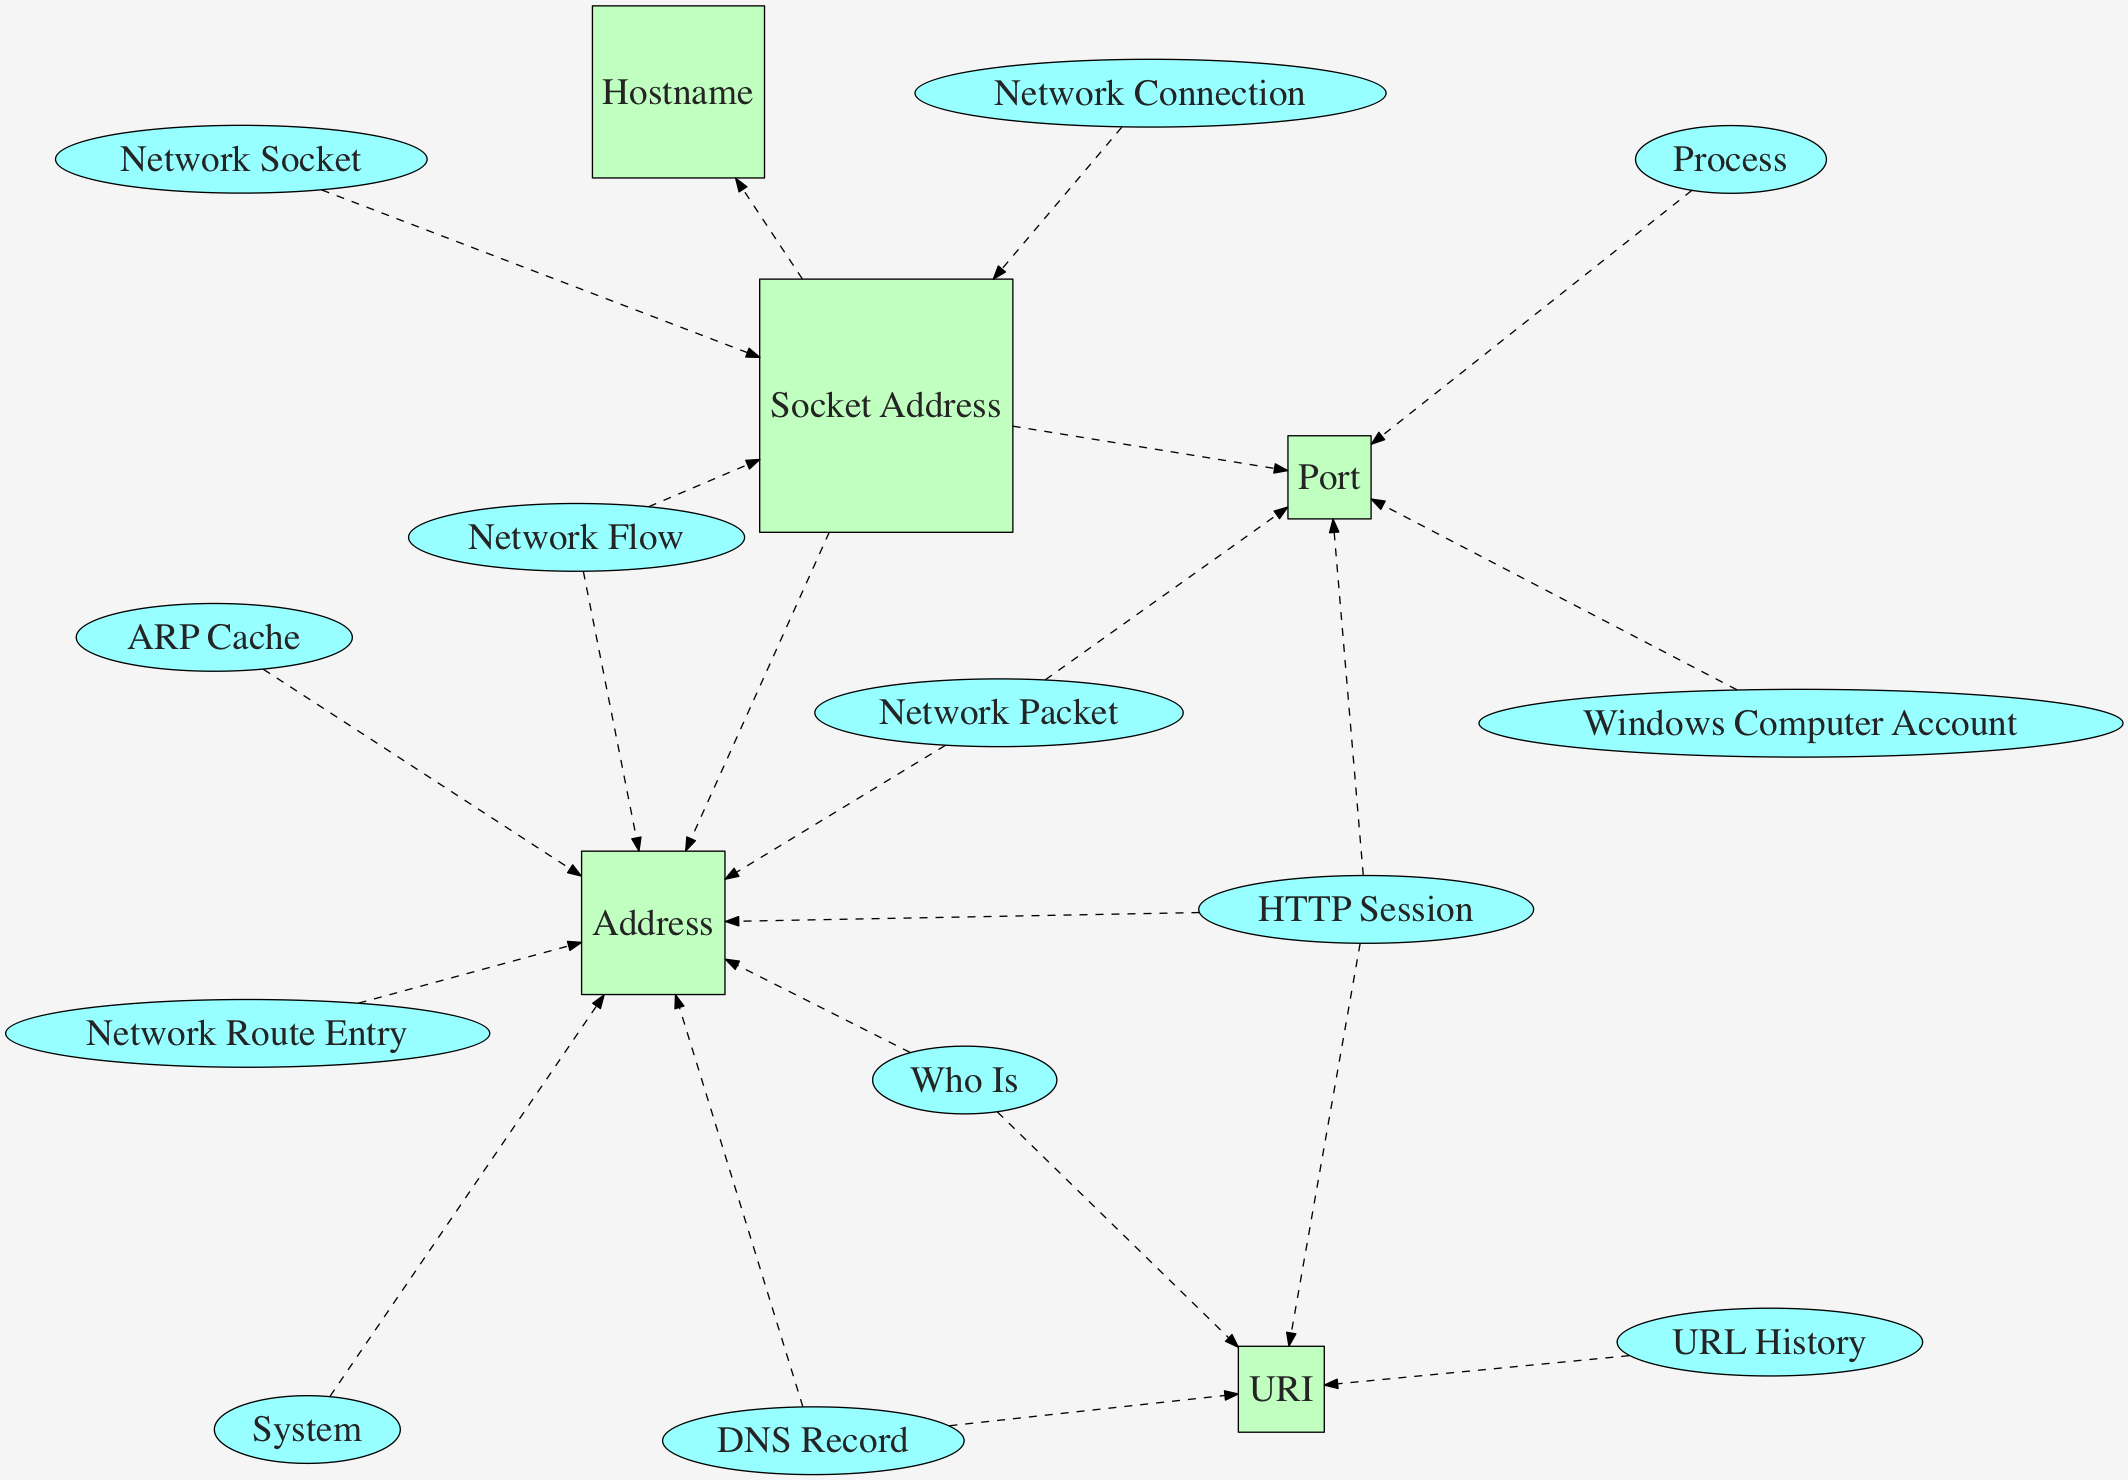 Hostname
Network Connection
Network Socket
Process
Socket Address
Port
Network Flow
ARP Cache
Network Packet
Windows Computer Account
HTTP Session
Address
Network Route Entry
Who Is
URL History
URI
System
DNS Record